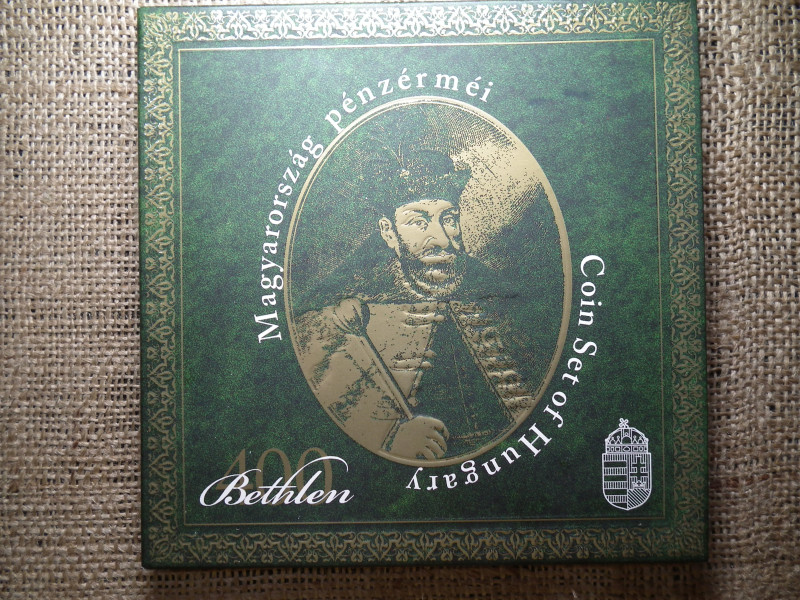 Magyarország pénzérméi
Coin Set of Hungary
400
Bethlen